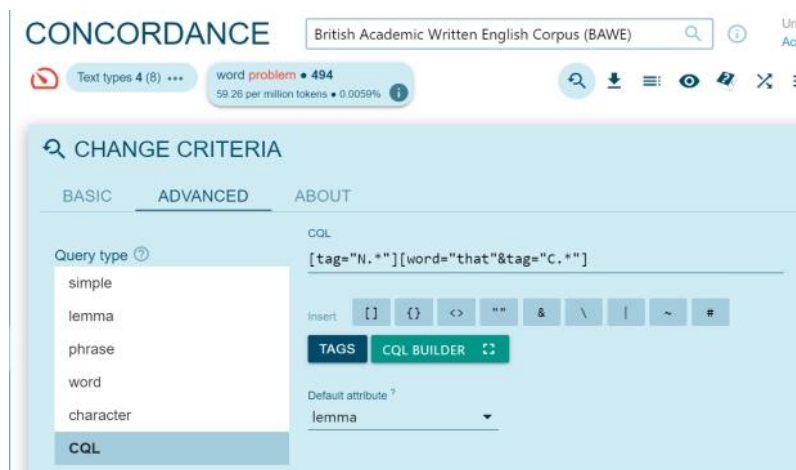 CONCORDANCE
British Academic Written English Corpus (BAWE)
Text types 4 (8) •••
word problem • 494
59.26 per million tokens • 0.0059%
CHANGE CRITERIA
BASIC ADVANCED ABOUT
Query type
simple
lemma
phrase
word
character
CQL
CQL
[tag="N.*"][word="that"&tag="C.*"]
Insert [] {} <> "" & \ | ~ #
TAGS CQL BUILDER
Default attribute ?
lemma